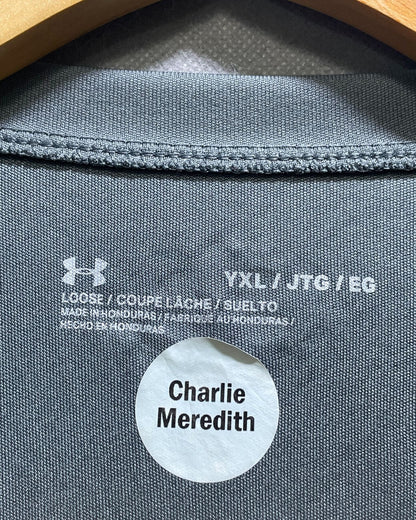 YXL / JTG / EG
LOOSE / COUPE LÂCHE / SUELTO
MADE IN HONDURAS / FABRIQUÉ AU HONDURAS /
HECHO EN HONDURAS
Charlie
Meredith